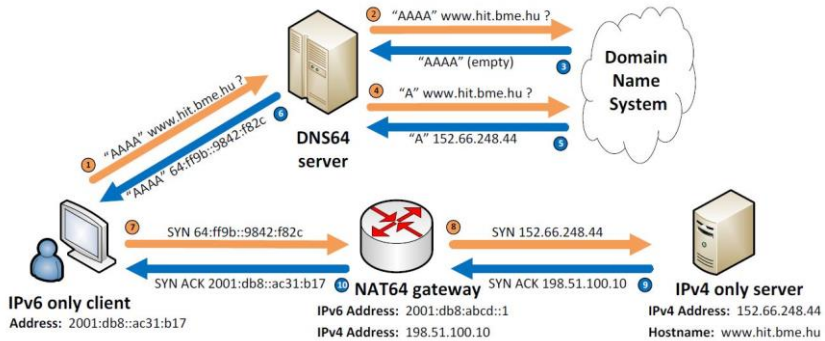 2 "AAAA" www.hit.bme.hu ?
"AAAA" (empty) 3
4 "A" www.hit.bme.hu ?
"A" 152.66.248.44 5
Domain
Name
System
DNS64
server
1 "AAAA" www.hit.bme.hu ?
"AAAA" 64:ff9b::9842:f82c 6
7 SYN 64:ff9b::9842:f82c
SYN ACK 2001:db8::ac31:b17 10
8 SYN 152.66.248.44
SYN ACK 198.51.100.10 9
IPv6 only client
Address: 2001:db8::ac31:b17
NAT64 gateway
IPv6 Address: 2001:db8:abcd::1
IPv4 Address: 198.51.100.10
IPv4 only server
IPv4 Address: 152.66.248.44
Hostname: www.hit.bme.hu